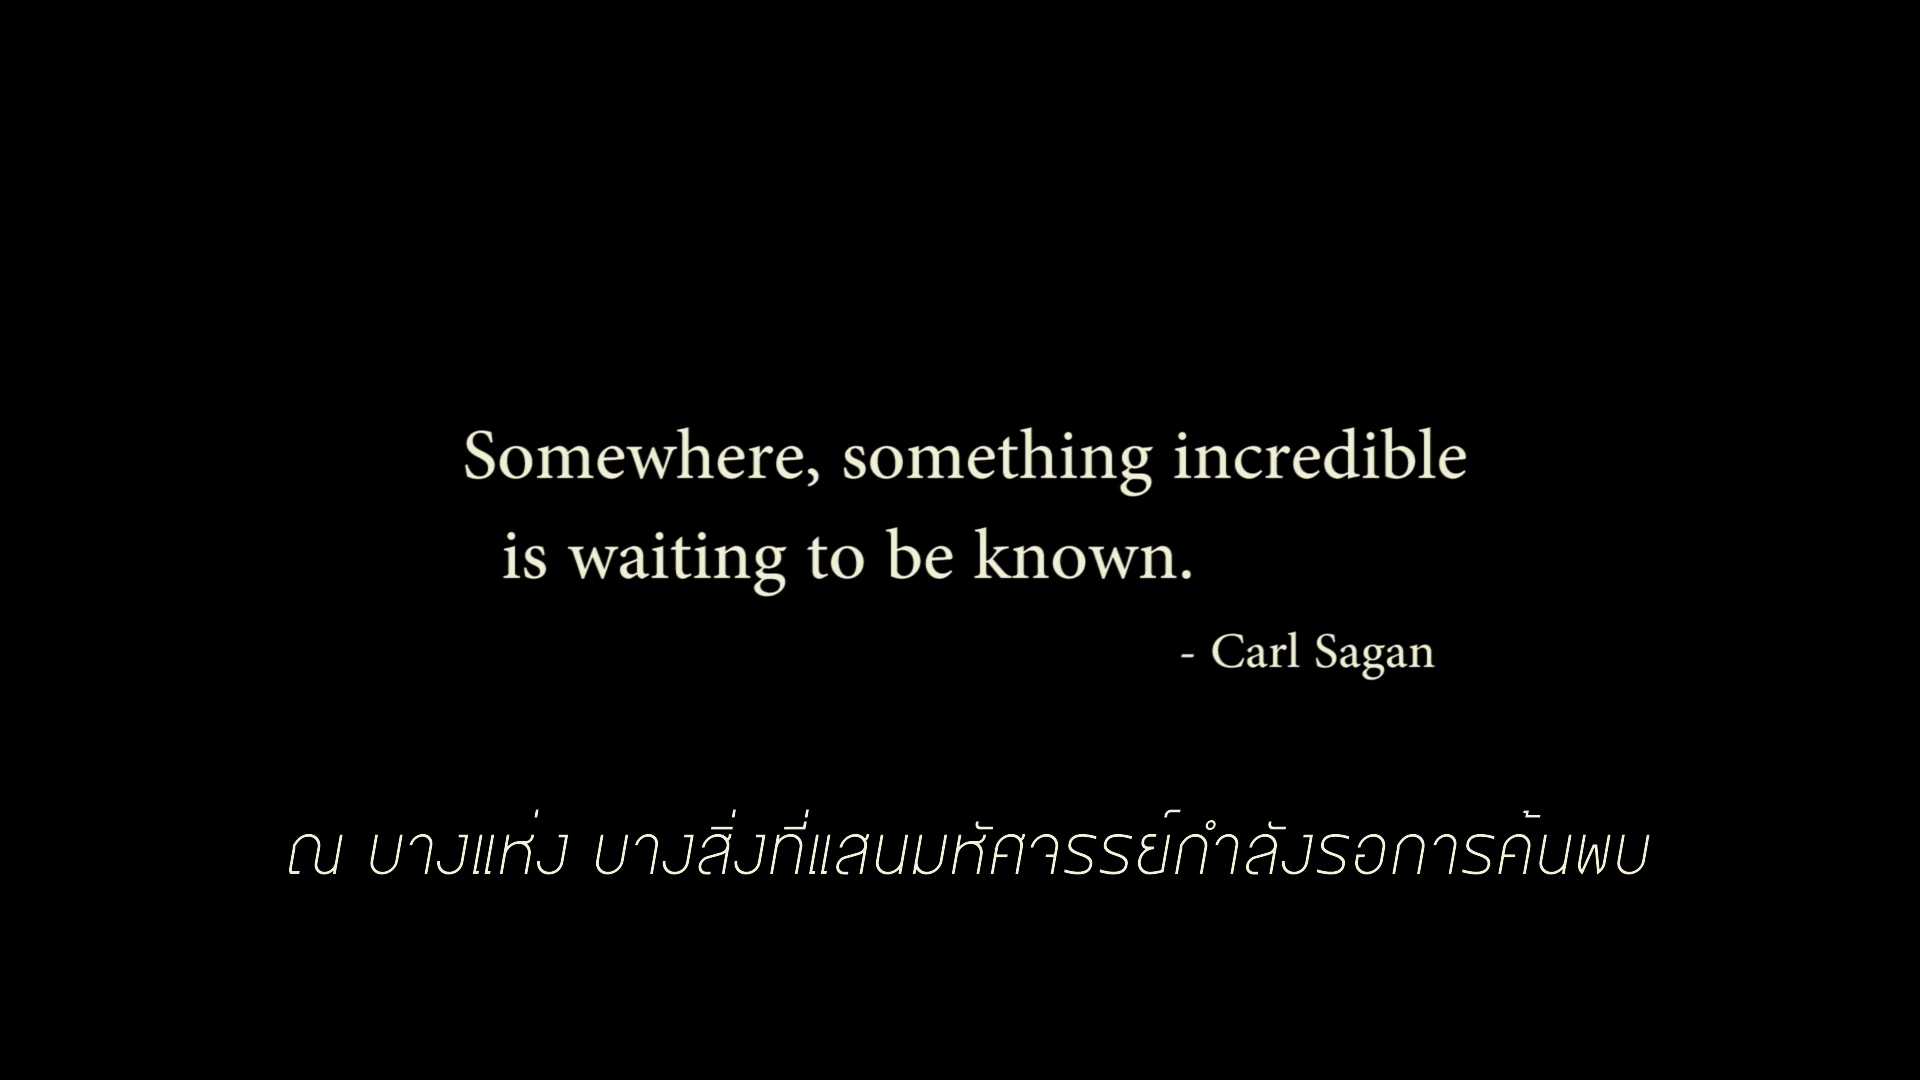 Somewhere, something incredible
is waiting to be known.
- Carl Sagan
ณ บางแห่ง บางสิ่งที่แสนมหัศจรรย์กำลังรอการค้นพบ